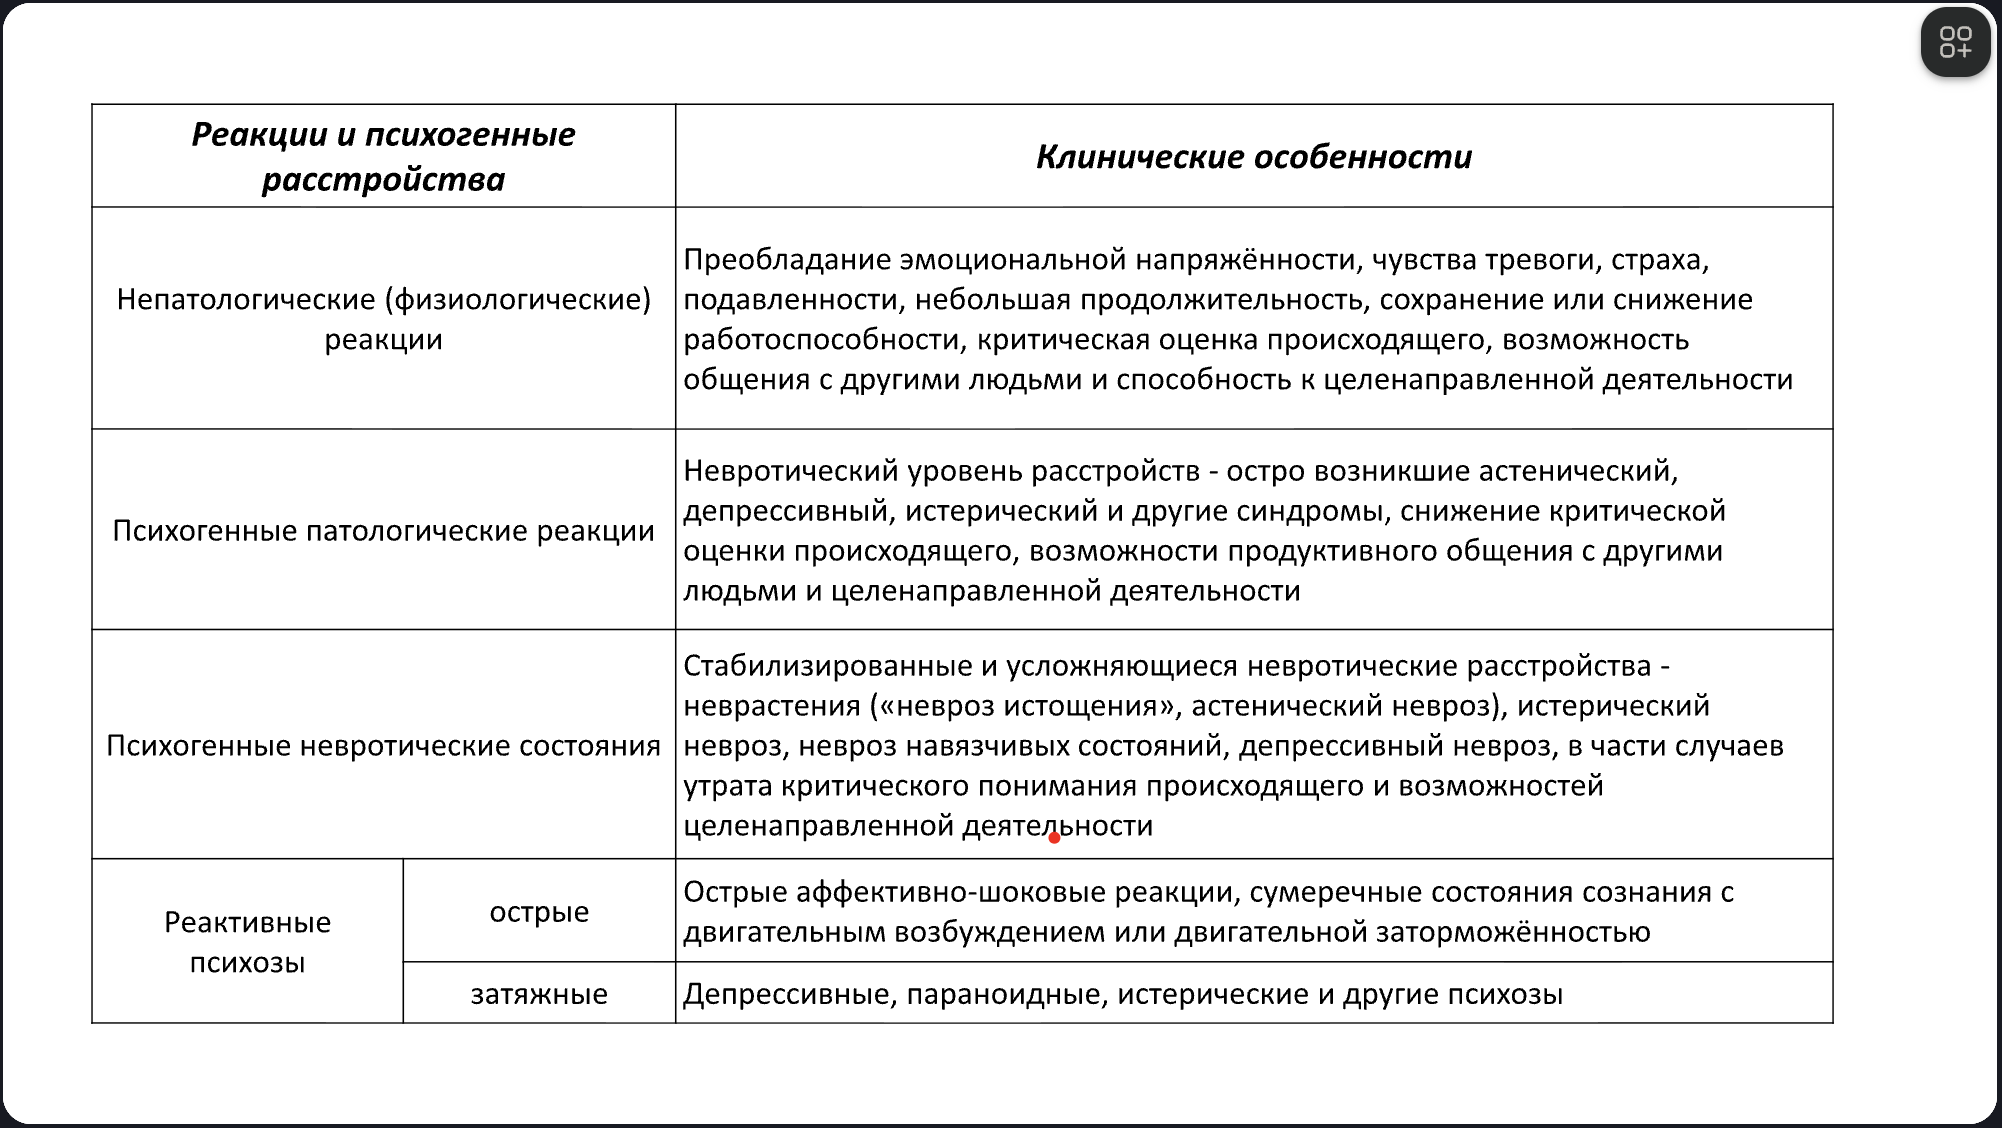 Реакции и психогенные
расстройства
Клинические особенности
Непатологические (физиологические)
реакции
Преобладание эмоциональной напряжённости, чувства тревоги, страха,
подавленности, небольшая продолжительность, сохранение или снижение
работоспособности, критическая оценка происходящего, возможность
общения с другими людьми и способность к целенаправленной деятельности
Психогенные патологические реакции
Невротический уровень расстройств - остро возникшие астенический,
депрессивный, истерический и другие синдромы, снижение критической
оценки происходящего, возможности продуктивного общения с другими
людьми и целенаправленной деятельности
Психогенные невротические состояния
Стабилизированные и усложняющиеся невротические расстройства -
неврастения («невроз истощения», астенический невроз), истерический
невроз, невроз навязчивых состояний, депрессивный невроз, в части случаев
утрата критического понимания происходящего и возможностей
целенаправленной деятельности
Реактивные
психозы
острые
Острые аффективно-шоковые реакции, сумеречные состояния сознания с
двигательным возбуждением или двигательной заторможённостью
затяжные
Депрессивные, параноидные, истерические и другие психозы